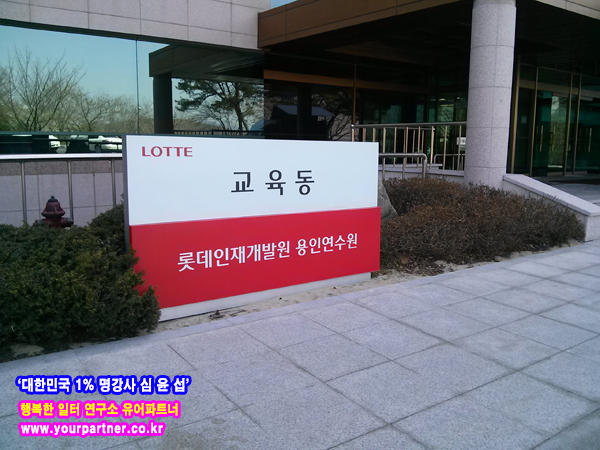 LOTTE
교육동
롯데인재개발원 용인연수원
‘대한민국 1% 명강사 심 윤 섭’
행복한 일터 연구소 유어파트너
www.yourpartner.co.kr